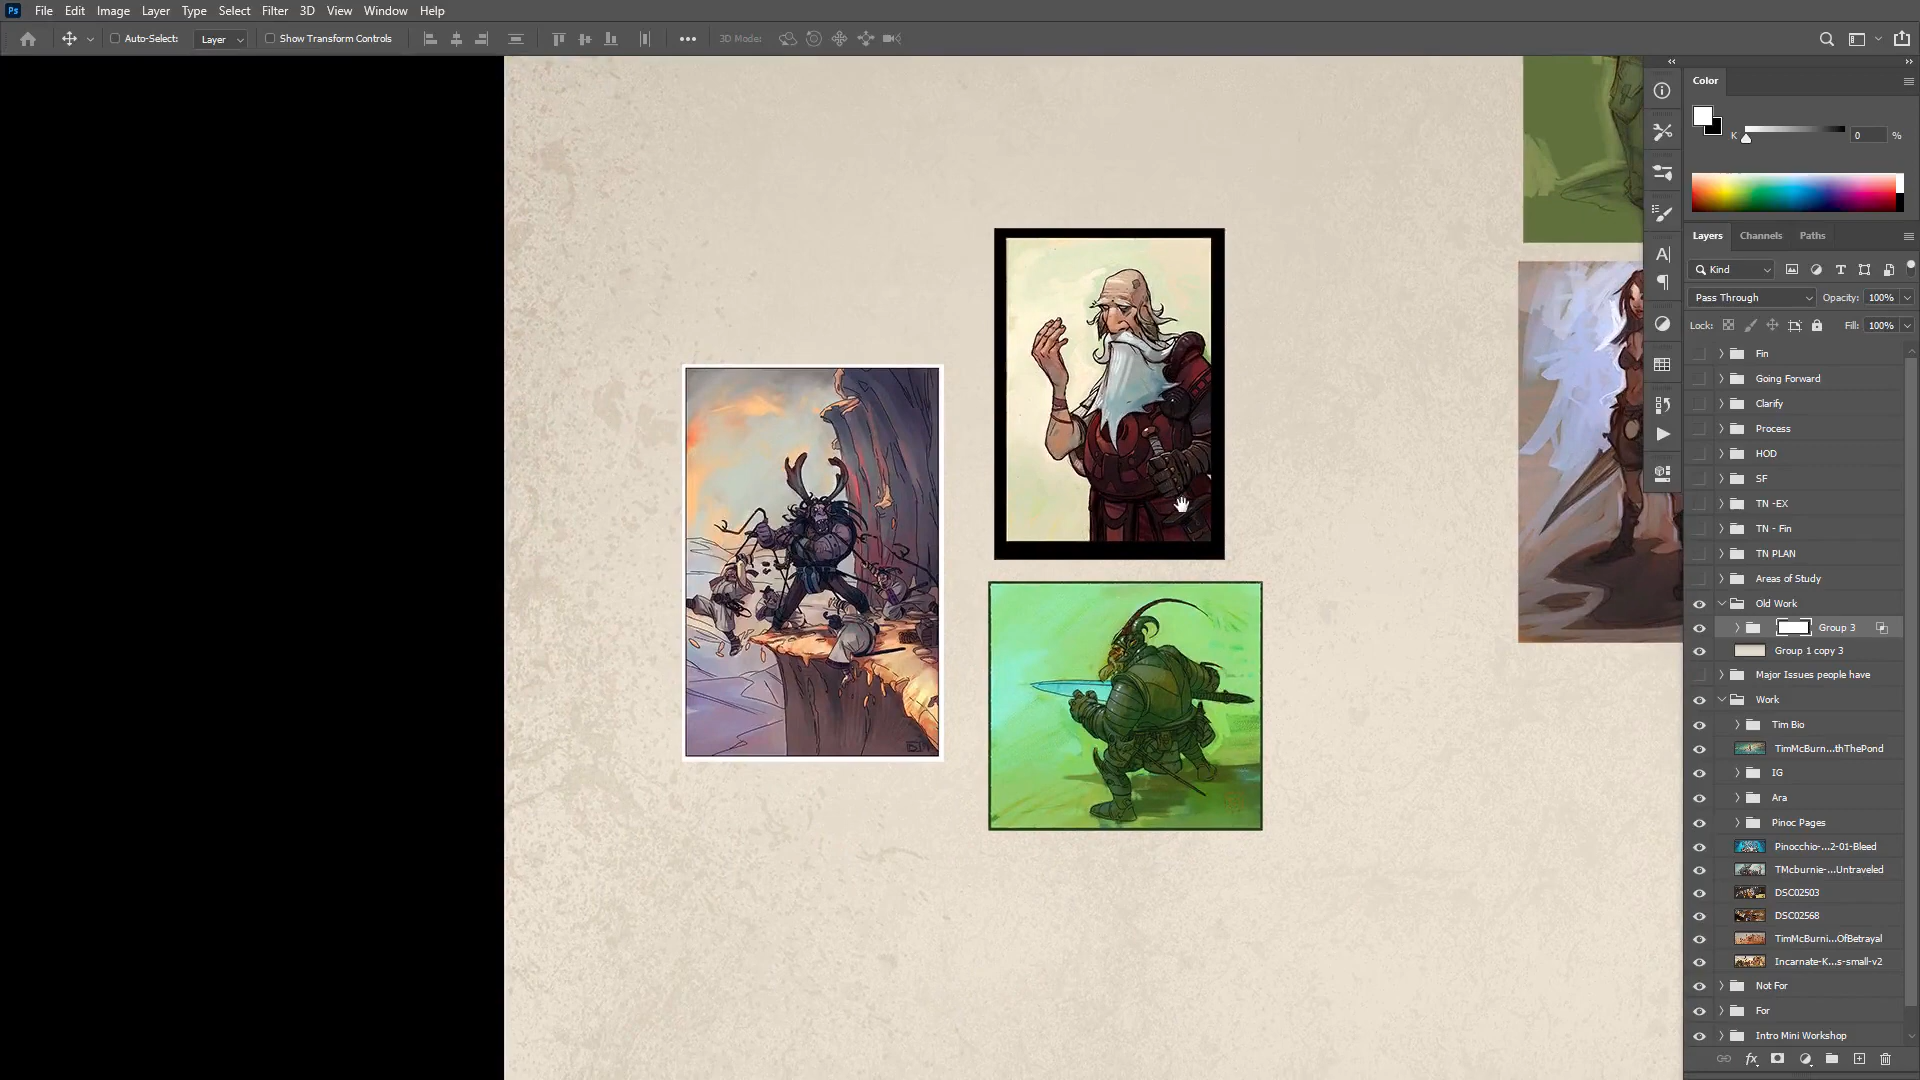 Ps File Edit Image Layer Type Select Filter 3D View Window Help
Auto-Select: Layer Show Transform Controls 3D Mode:
Color
K 0 %
Layers Channels Paths
Kind
Pass Through Opacity: 100%
Lock: Fill: 100%
Fin
Going Forward
Clarify
Process
HOD
SF
TN -EX
TN - Fin
TN PLAN
Areas of Study
Old Work
Group 3
Group 1 copy 3
Major Issues people have
Work
Tim Bio
TimMcBurn...thThePond
IG
Ara
Pinoc Pages
Pinocchio-...2-01-Bleed
TMcburnie-...Untraveled
DSC02503
DSC02568
TimMcBurni...OfBetrayal
Incarnate-K...s-small-v2
Not For
For
Intro Mini Workshop
fx